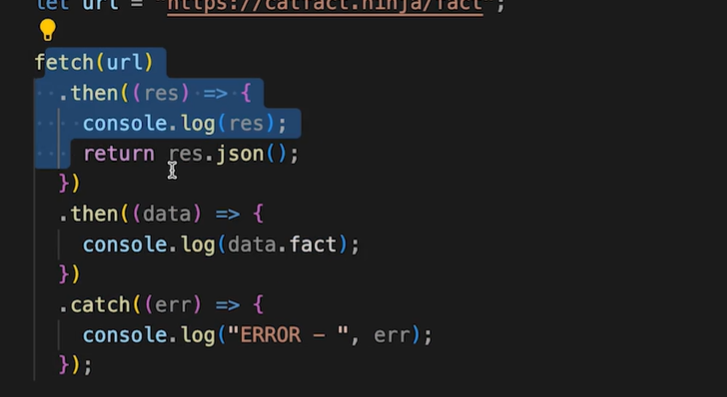 let url = "https://catfact.ninja/fact";
fetch(url)
.then((res) => {
console.log(res);
return res.json();
})
.then((data) => {
console.log(data.fact);
})
.catch((err) => {
console.log("ERROR - ", err);
});